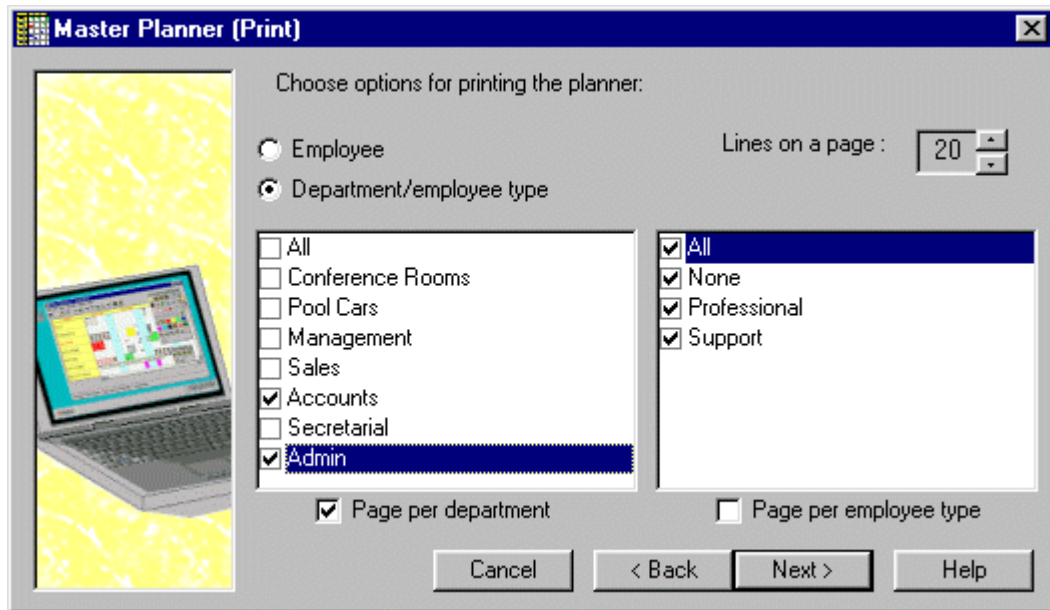 Master Planner (Print)
Choose options for printing the planner:
Employee
Lines on a page : 20
Department/employee type
All
Conference Rooms
Pool Cars
Management
Sales
Accounts
Secretarial
Admin
All
None
Professional
Support
Page per department
Page per employee type
Cancel
< Back
Next >
Help